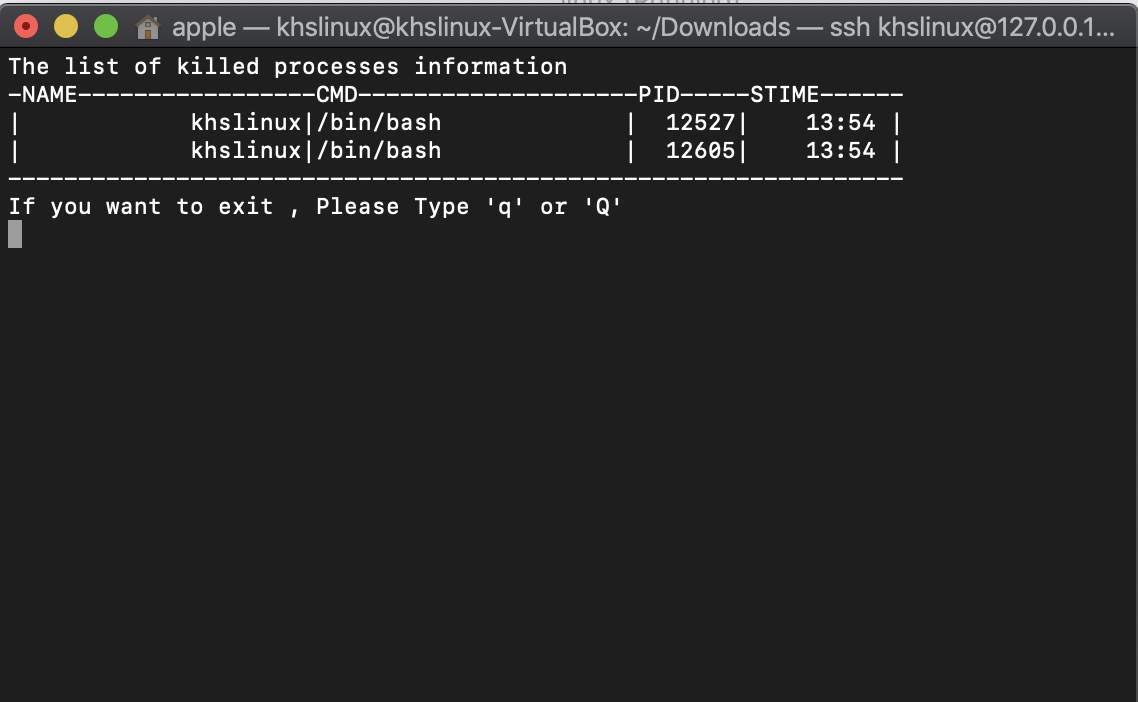 apple — khslinux@khslinux-VirtualBox: ~/Downloads — ssh khslinux@127.0.0.1...
The list of killed processes information
-NAME-----------------CMD--------------------PID-----STIME------
|            khslinux|/bin/bash             |  12527|    13:54 |
|            khslinux|/bin/bash             |  12605|    13:54 |
----------------------------------------------------------------
If you want to exit , Please Type 'q' or 'Q'